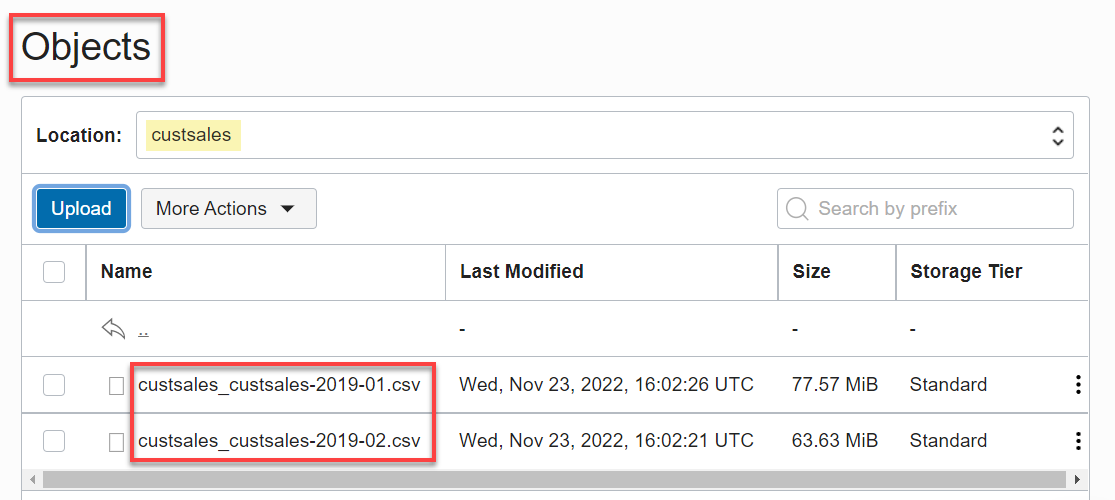 Objects
Location: custsales
Upload More Actions Search by prefix
Name Last Modified Size Storage Tier
.. - - -
custsales_custsales-2019-01.csv Wed, Nov 23, 2022, 16:02:26 UTC 77.57 MiB Standard
custsales_custsales-2019-02.csv Wed, Nov 23, 2022, 16:02:21 UTC 63.63 MiB Standard